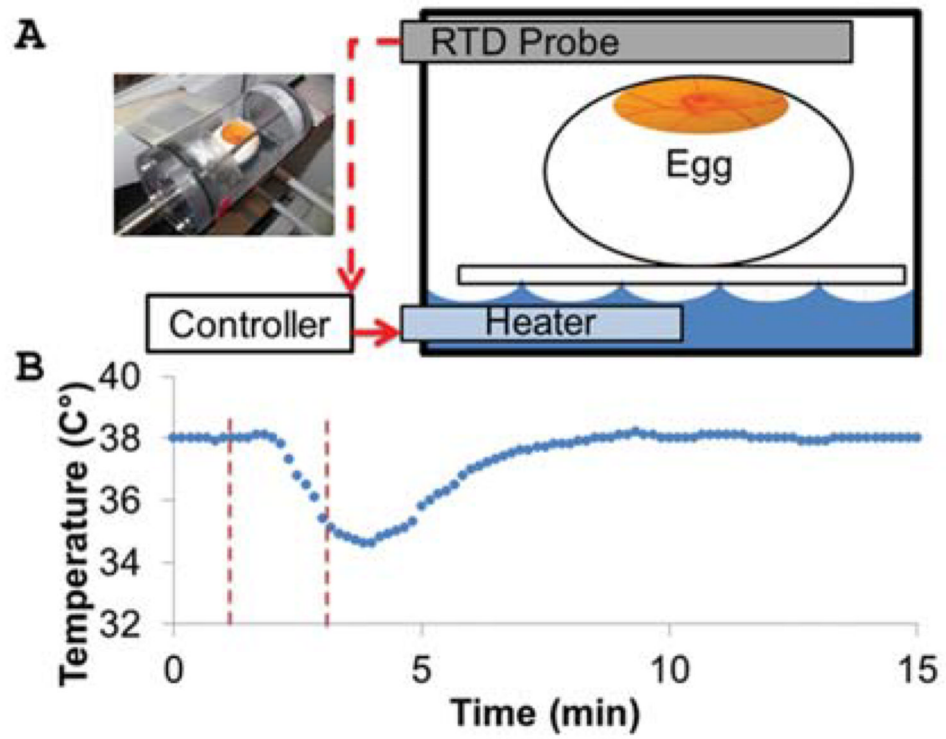 A
RTD Probe
Egg
Controller
Heater
B
Temperature (C°)
40
38
36
34
32
0
5
10
15
Time (min)